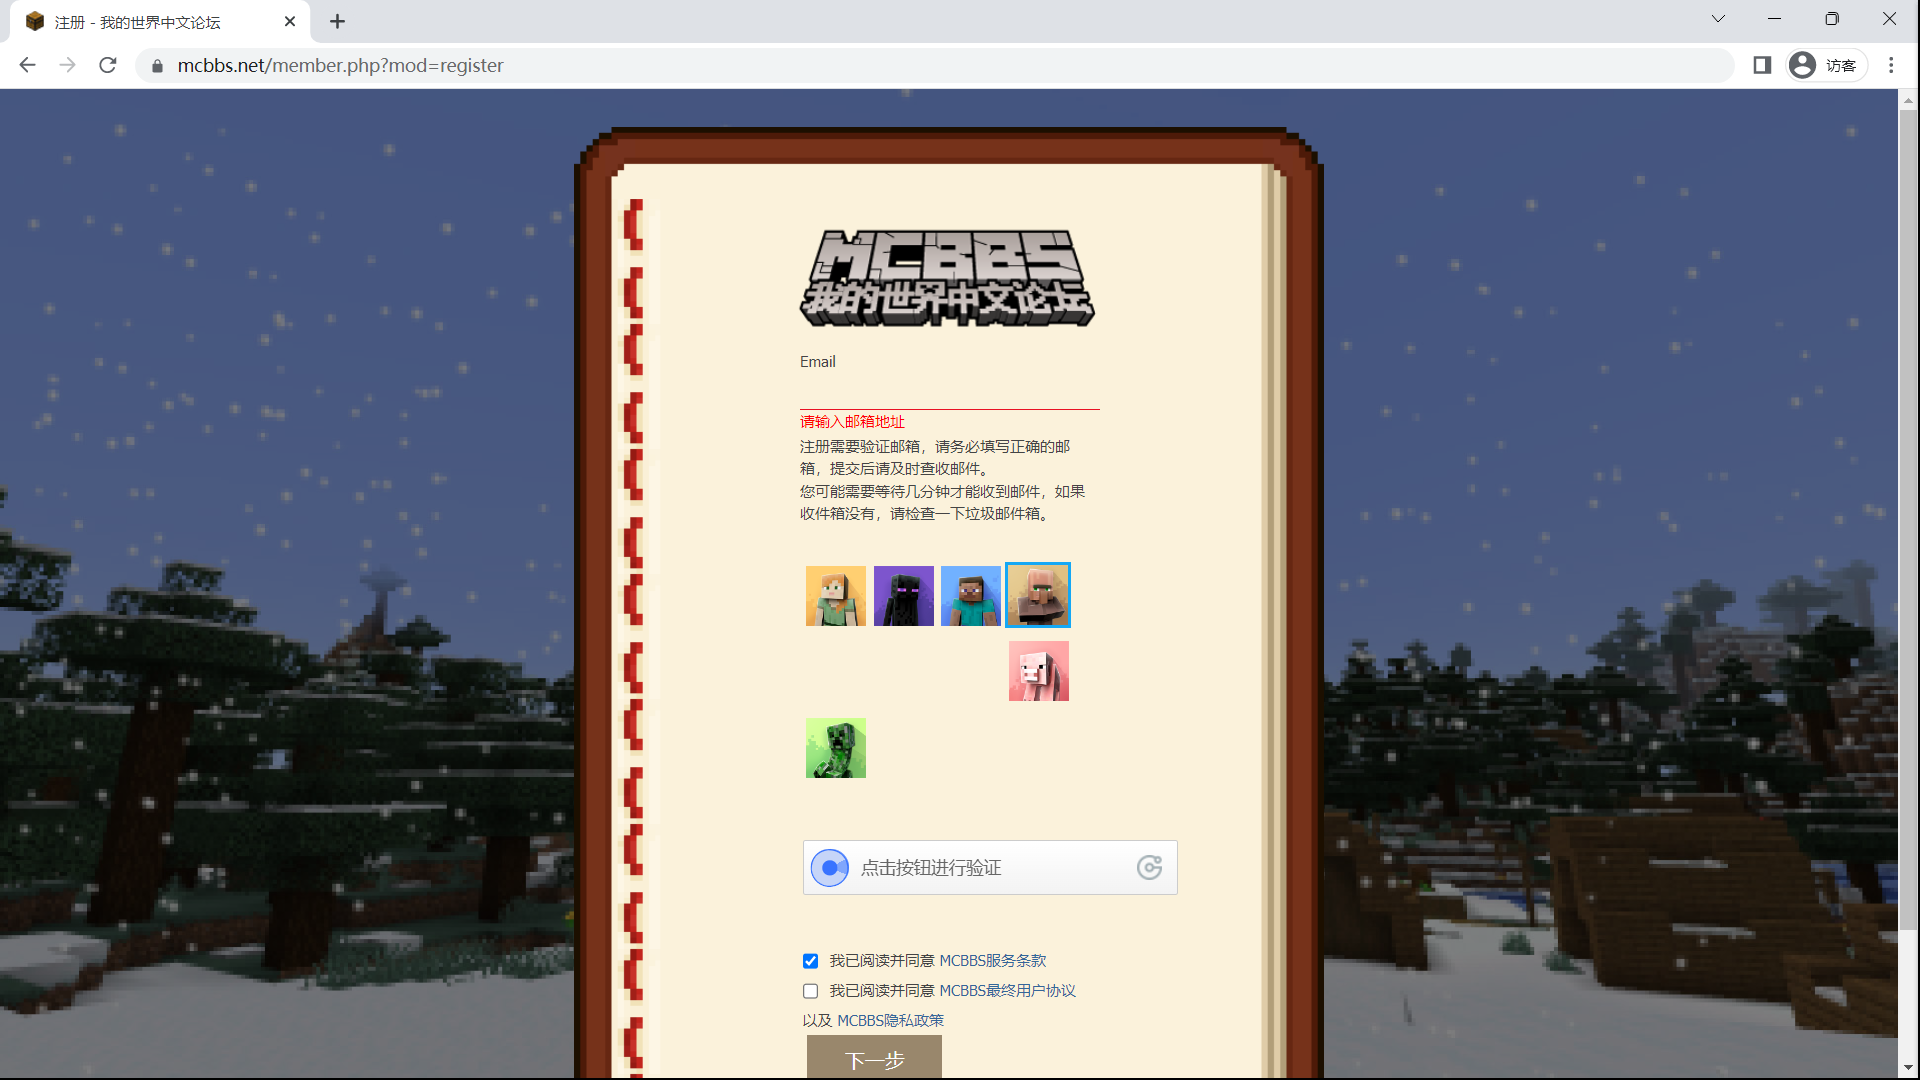 注册 - 我的世界中文论坛
mcbbs.net/member.php?mod=register
访客
MCBBS
我的世界中文论坛
Email
请输入邮箱地址
注册需要验证邮箱，请务必填写正确的邮
箱，提交后请及时查收邮件。
您可能需要等待几分钟才能收到邮件，如果
收件箱没有，请检查一下垃圾邮件箱。
点击按钮进行验证
我已阅读并同意 MCBBS服务条款
我已阅读并同意 MCBBS最终用户协议
以及 MCBBS隐私政策
下一步